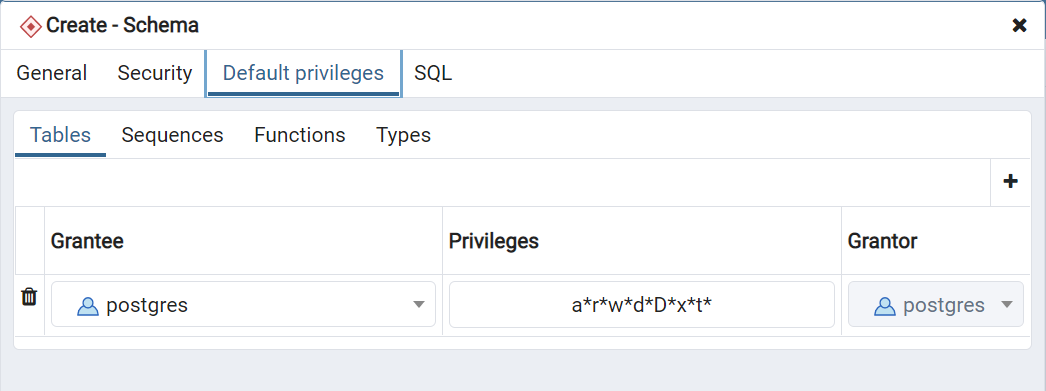 Create - Schema
General Security Default privileges SQL
Tables Sequences Functions Types
Grantee Privileges Grantor
postgres a*r*w*d*D*x*t* postgres